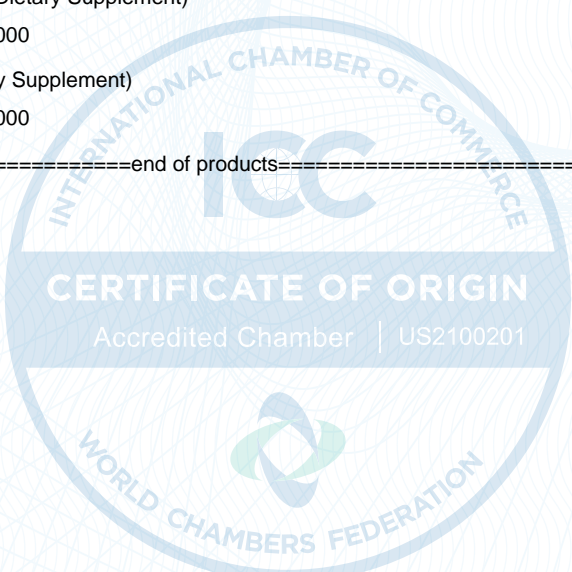 Dietary Supplement)
000
y Supplement)
000
===========end of products========================
INTERNATIONAL CHAMBER OF COMMERCE
ICC
CERTIFICATE OF ORIGIN
Accredited Chamber | US2100201
WORLD CHAMBERS FEDERATION